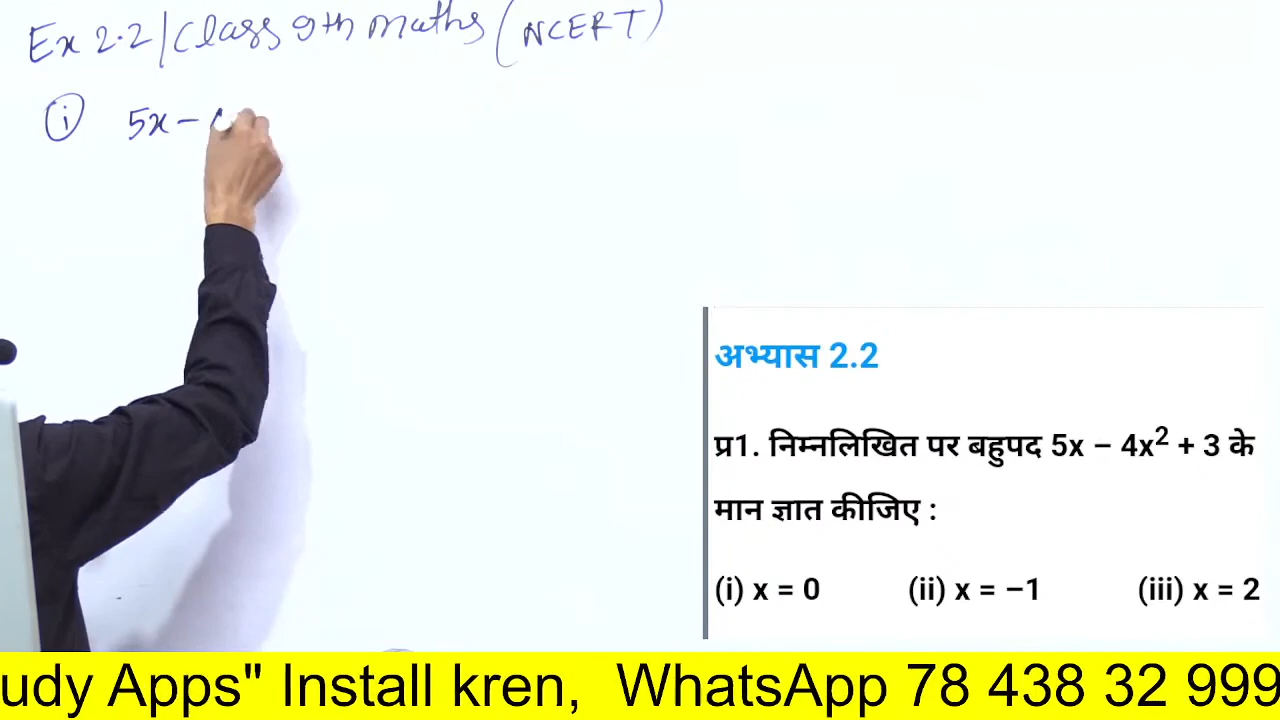 Ex 2.2 | Class 9th Maths (NCERT)
(i) 5x -
अभ्यास 2.2
प्र1. निम्नलिखित पर बहुपद 5x – 4x² + 3 के
मान ज्ञात कीजिए :
(i) x = 0 (ii) x = –1 (iii) x = 2
udy Apps" Install kren, WhatsApp 78 438 32 999